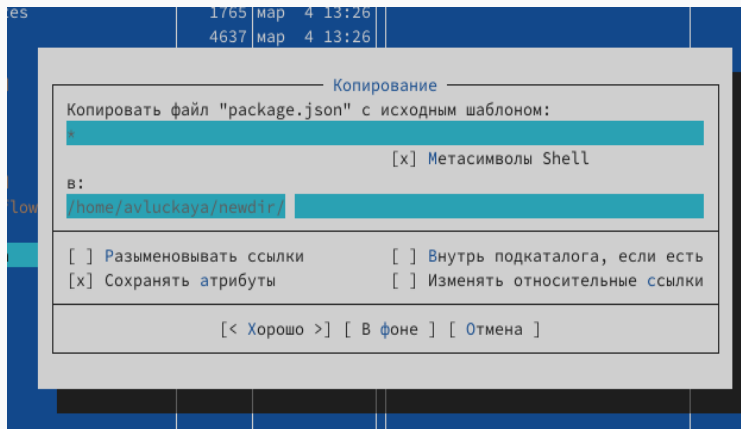 es 1765 мар 4 13:26
4637 мар 4 13:26
Копирование
Копировать файл "package.json" с исходным шаблоном:
*
[x] Метасимволы Shell
в:
/home/avluckaya/newdir/
low
[ ] Разыменовывать ссылки [ ] Внутрь подкаталога, если есть
[x] Сохранять атрибуты [ ] Изменять относительные ссылки
[< Хорошо >] [ В фоне ] [ Отмена ]